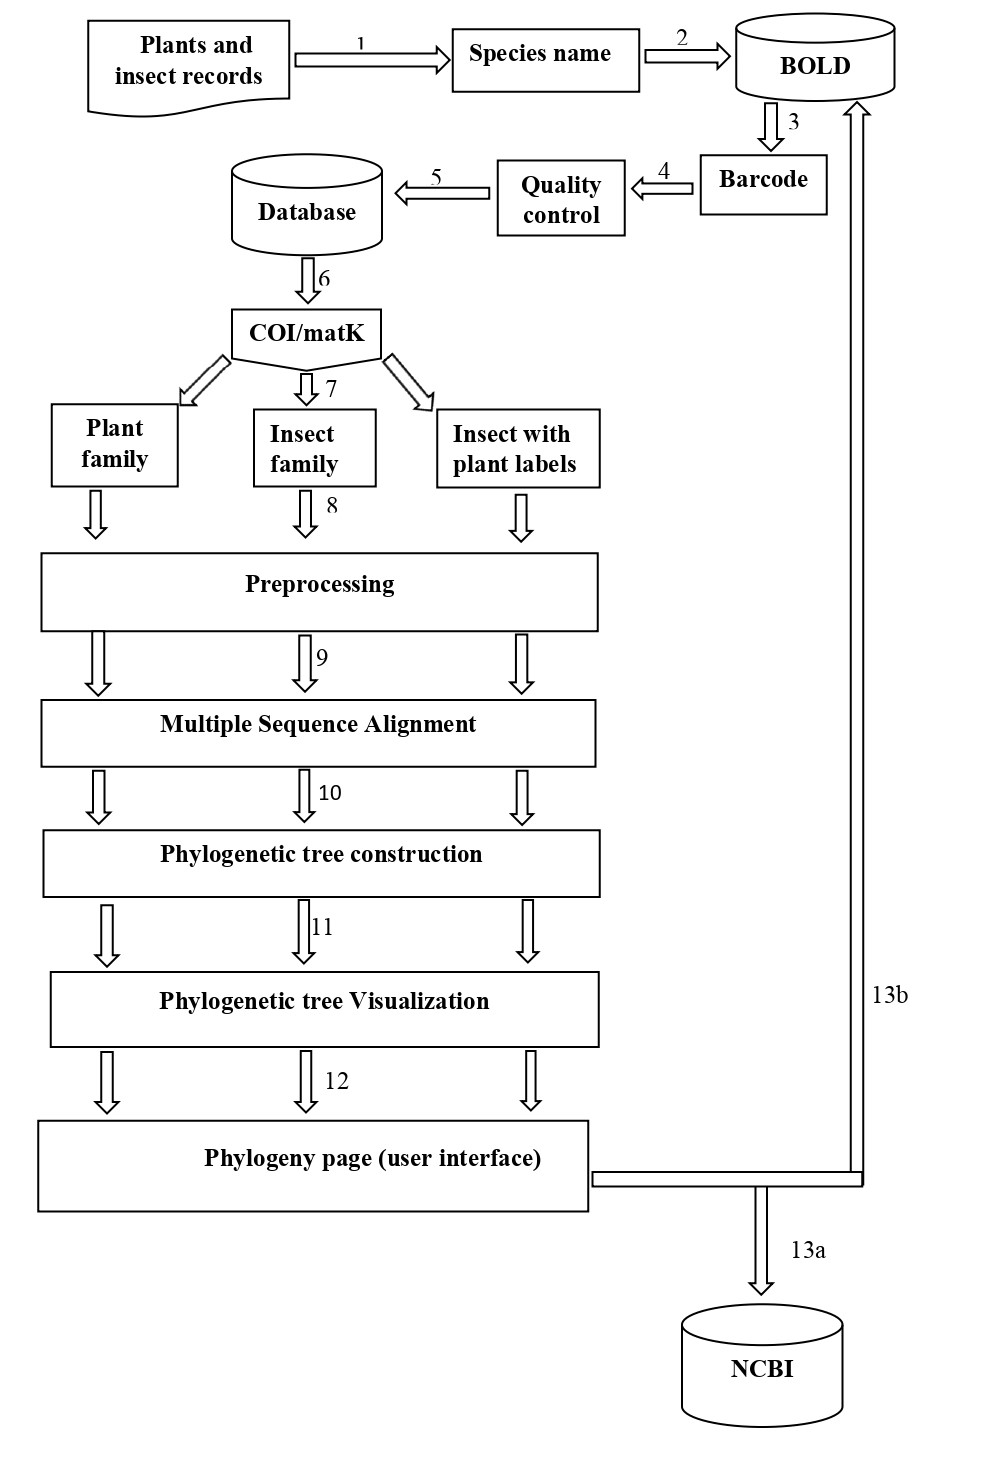 Plants and
insect records
1
Species name
2
BOLD
3
Barcode
4
Quality
control
5
Database
6
COI/matK
7
Plant
family
Insect
family
Insect with
plant labels
8
Preprocessing
9
Multiple Sequence Alignment
10
Phylogenetic tree construction
11
Phylogenetic tree Visualization
13b
12
Phylogeny page (user interface)
13a
NCBI